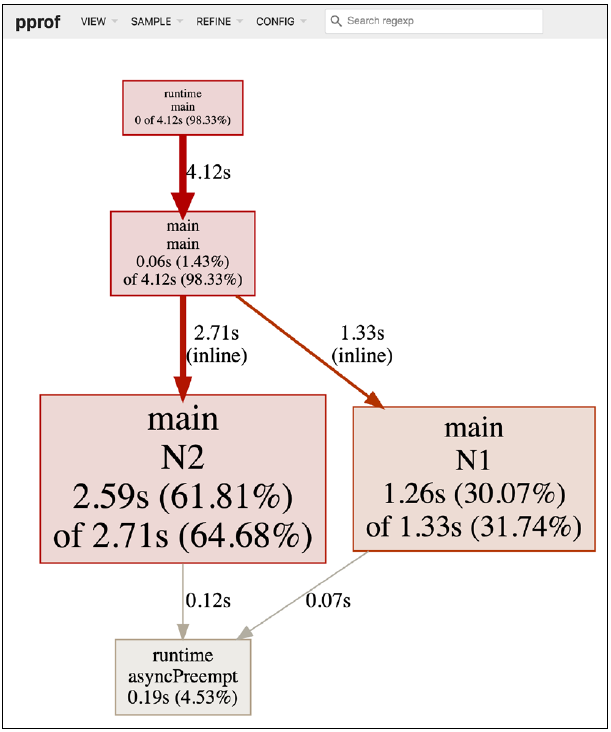 pprof VIEW SAMPLE REFINE CONFIG Search regexp
runtime
main
0 of 4.12s (98.33%)
4.12s
main
main
0.06s (1.43%)
of 4.12s (98.33%)
2.71s
(inline)
1.33s
(inline)
main
N2
2.59s (61.81%)
of 2.71s (64.68%)
main
N1
1.26s (30.07%)
of 1.33s (31.74%)
0.12s
0.07s
runtime
asyncPreempt
0.19s (4.53%)